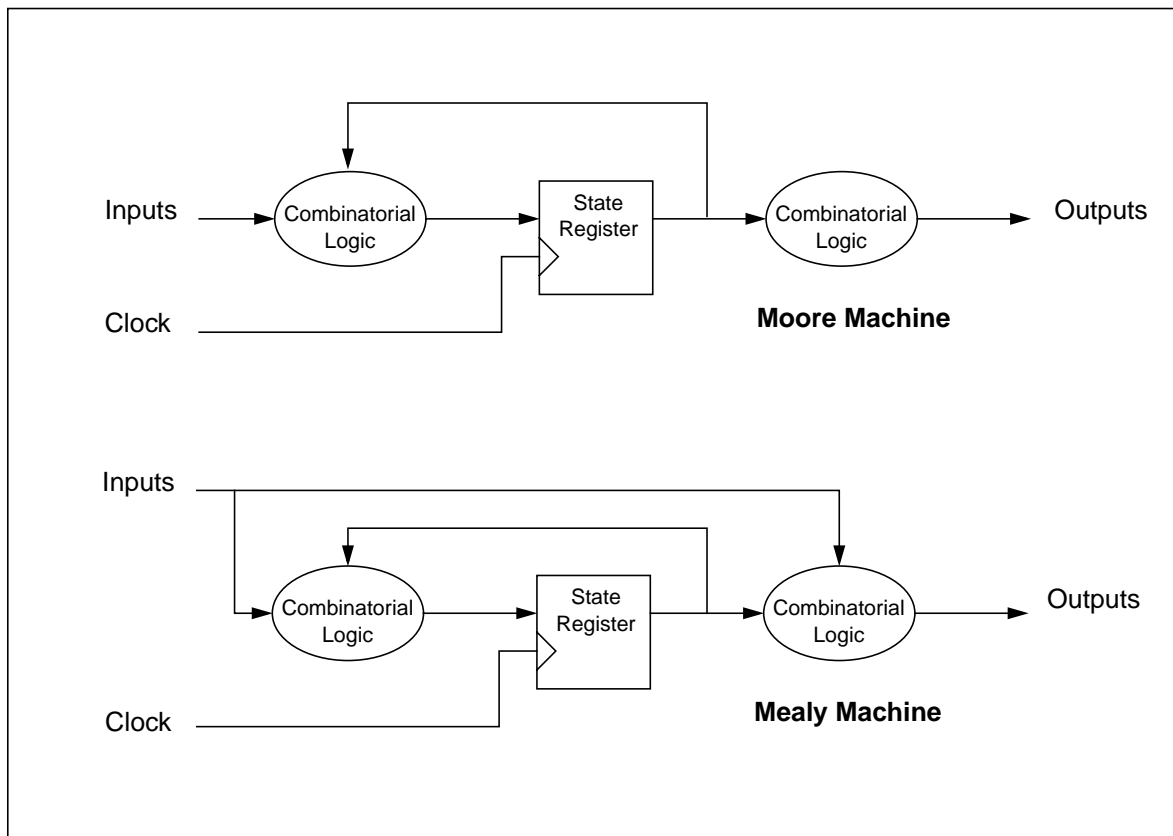 Inputs
Combinatorial
Logic
State
Register
Combinatorial
Logic
Outputs
Clock
Moore Machine
Inputs
Combinatorial
Logic
State
Register
Combinatorial
Logic
Outputs
Clock
Mealy Machine